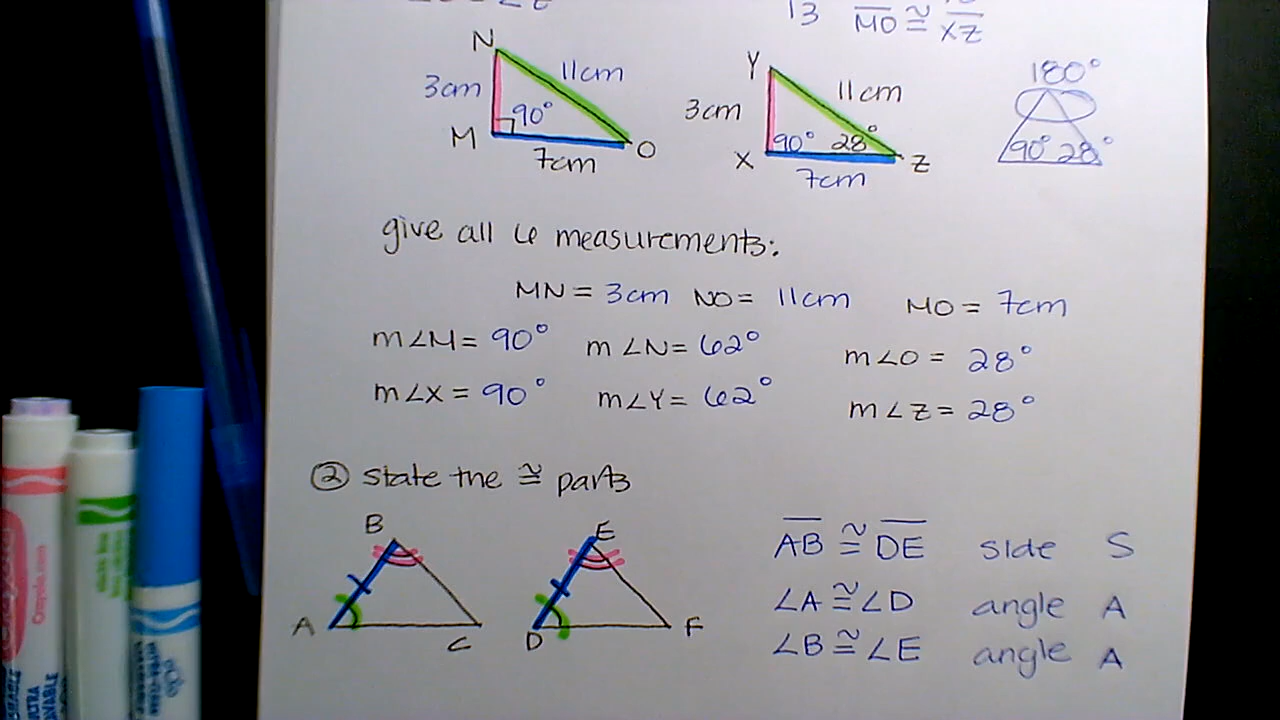 13 MO ≅ XZ
N
3cm
11cm
90°
M
7cm
O
Y
3cm
11cm
90° 28°
X
7cm
Z
180°
90° 28°
give all 6 measurements:
MN = 3cm NO = 11cm MO = 7cm
m∠M = 90° m∠N = 62° m∠O = 28°
m∠X = 90° m∠Y = 62° m∠Z = 28°
② state the ≅ parts
B
A
C
E
D
F
AB ≅ DE side S
∠A ≅ ∠D angle A
∠B ≅ ∠E angle A